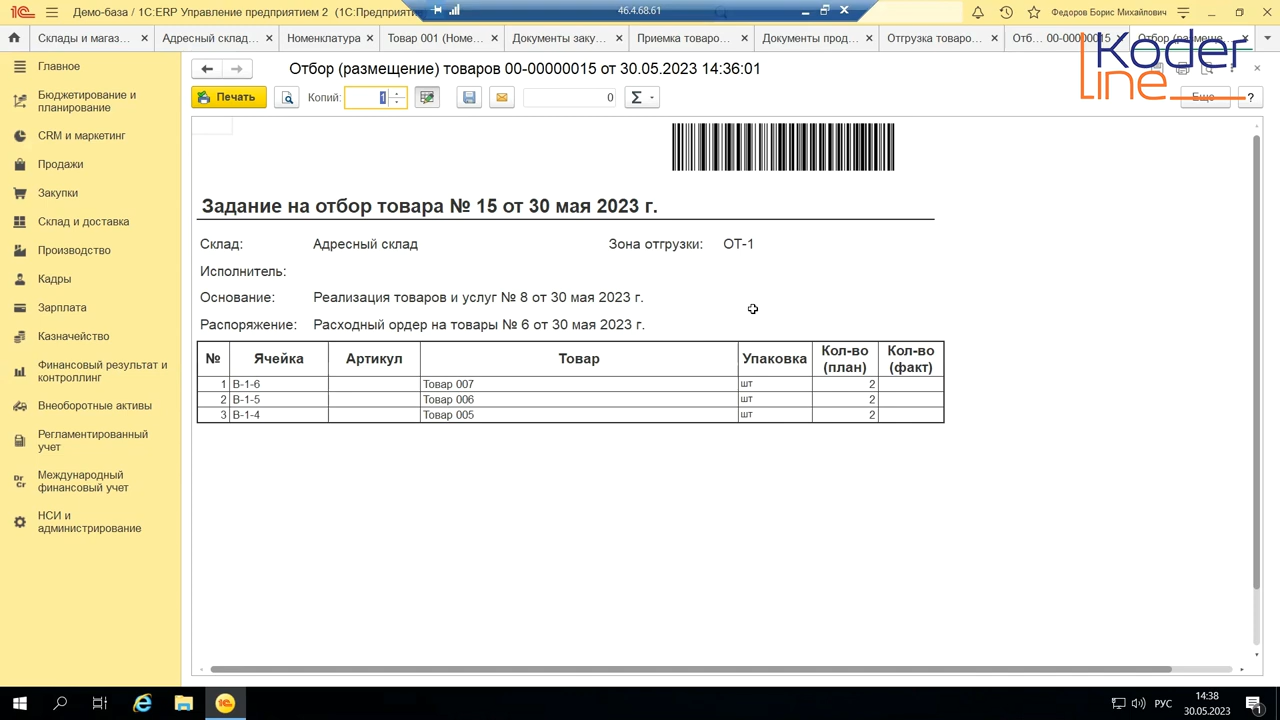 Демо-база / 1С:ERP Управление предприятием 2 (1С:Предприяти
46.4.68.61
Федоров Борис Михайлович
Склады и магаз...
Адресный склад...
Номенклатура
Товар 001 (Номе...
Документы заку...
Приемка товаро...
Документы прод...
Отгрузка товаро...
Отб... 00-00000015
Отбор (размеще...
Koder
line
Главное
Бюджетирование и
планирование
CRM и маркетинг
Продажи
Закупки
Склад и доставка
Производство
Кадры
Зарплата
Казначейство
Финансовый результат и
контроллинг
Внеоборотные активы
Регламентированный
учет
Международный
финансовый учет
НСИ и
администрирование
Отбор (размещение) товаров 00-00000015 от 30.05.2023 14:36:01
Печать
Копий: 1
0
Σ
Еще
?
Задание на отбор товара № 15 от 30 мая 2023 г.
Склад: Адресный склад Зона отгрузки: ОТ-1
Исполнитель:
Основание: Реализация товаров и услуг № 8 от 30 мая 2023 г.
Распоряжение: Расходный ордер на товары № 6 от 30 мая 2023 г.
№ Ячейка Артикул Товар Упаковка Кол-во (план) Кол-во (факт)
1 В-1-6 Товар 007 шт 2
2 В-1-5 Товар 006 шт 2
3 В-1-4 Товар 005 шт 2
РУС
14:38
30.05.2023
1